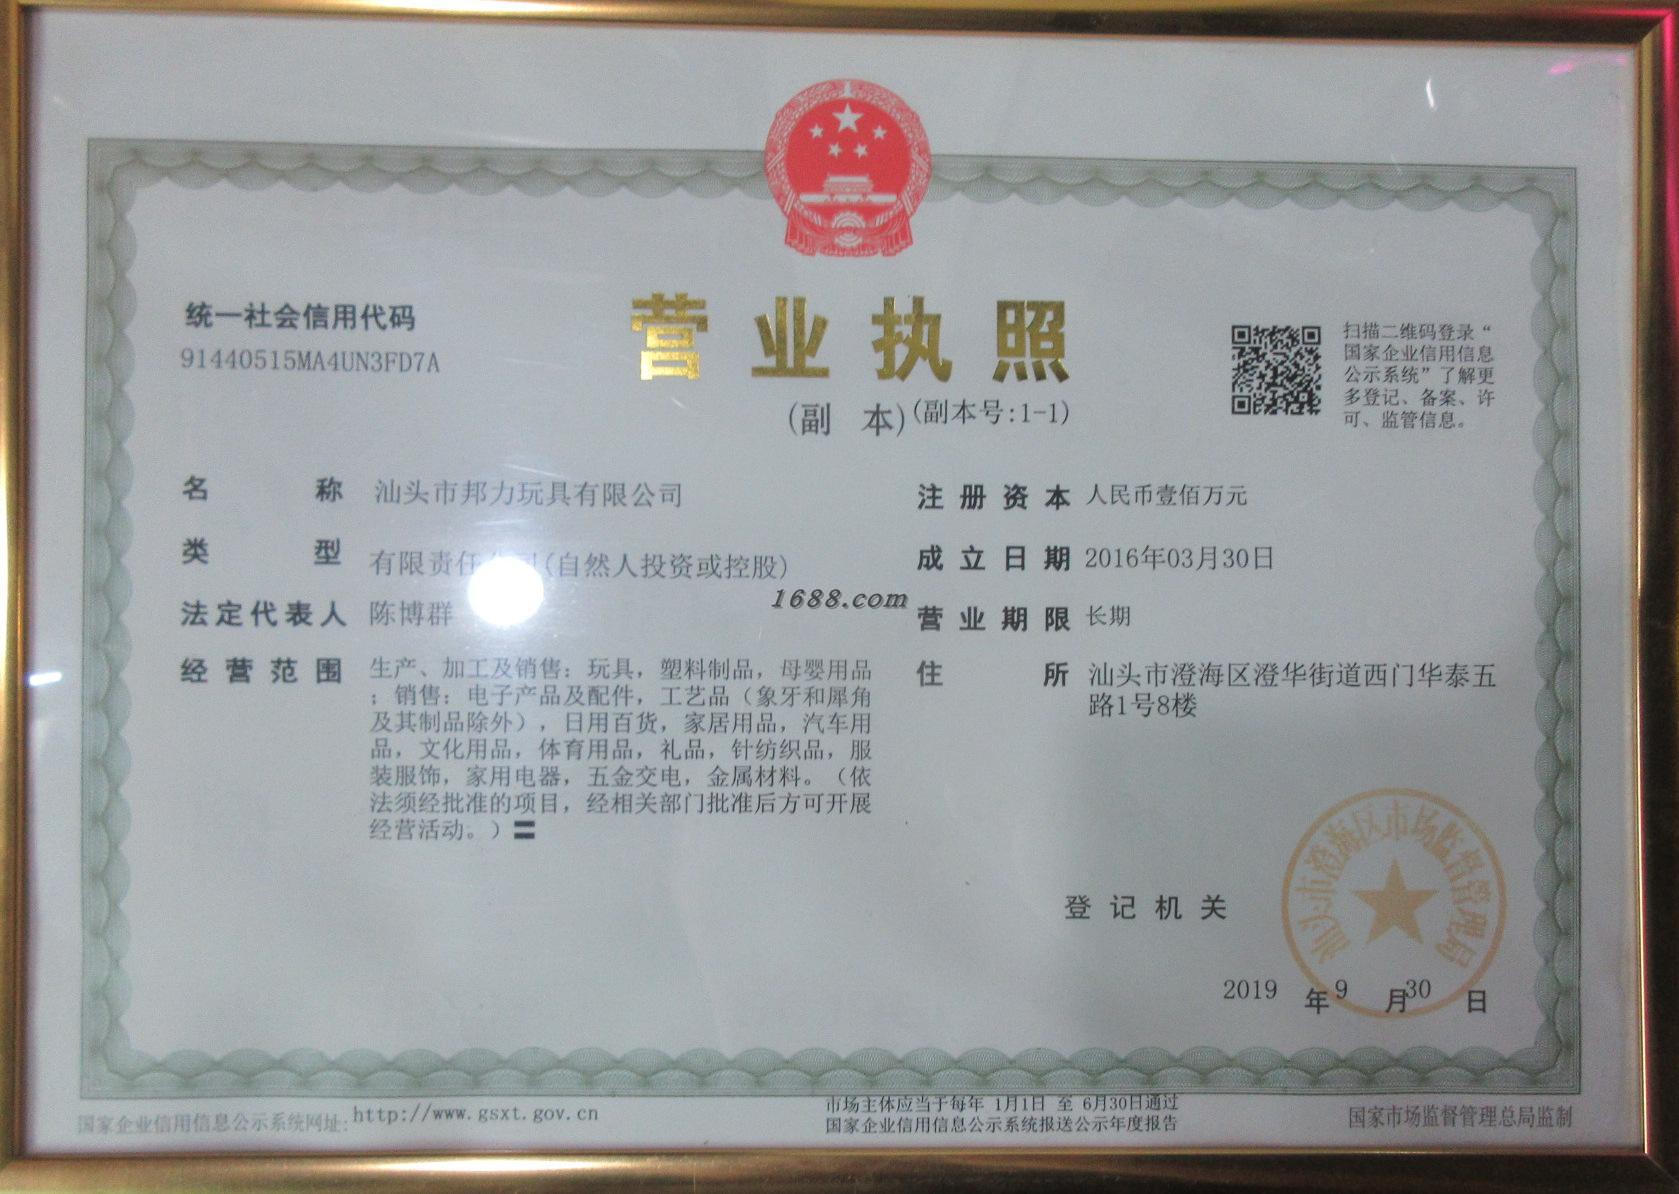 统一社会信用代码
91440515MA4UN3FD7A
营业执照
(副 本)(副本号:1-1)
扫描二维码登录“
国家企业信用信息
公示系统”了解更
多登记、备案、许
可、监管信息。
名 称 汕头市邦力玩具有限公司
类 型 有限责任 司(自然人投资或控股)
法定代表人 陈博群
经营范围 生产、加工及销售：玩具，塑料制品，母婴用品
；销售：电子产品及配件，工艺品（象牙和犀角
及其制品除外），日用百货，家居用品，汽车用
品，文化用品，体育用品，礼品，针纺织品，服
装服饰，家用电器，五金交电，金属材料。（依
法须经批准的项目，经相关部门批准后方可开展
经营活动。）〓
1688.com
注册资本 人民币壹佰万元
成立日期 2016年03月30日
营业期限 长期
住 所 汕头市澄海区澄华街道西门华泰五
路1号8楼
登记机关
汕头市澄海区市场监督管理局
2019 年 9 月 30 日
国家企业信用信息公示系统网址: http://www.gsxt.gov.cn
市场主体应当于每年 1月1日 至 6月30日通过
国家企业信用信息公示系统报送公示年度报告
国家市场监督管理总局监制